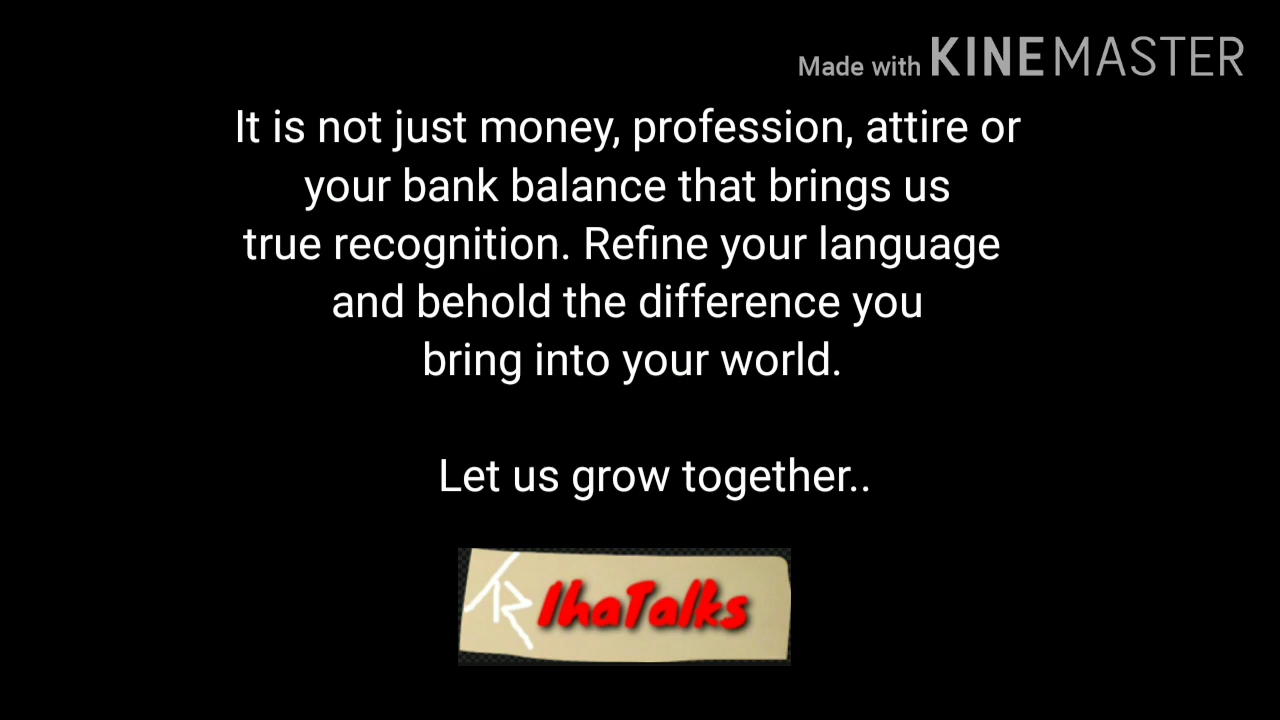 Made with KINEMASTER
It is not just money, profession, attire or
your bank balance that brings us
true recognition. Refine your language
and behold the difference you
bring into your world.
Let us grow together..
IhaTalks